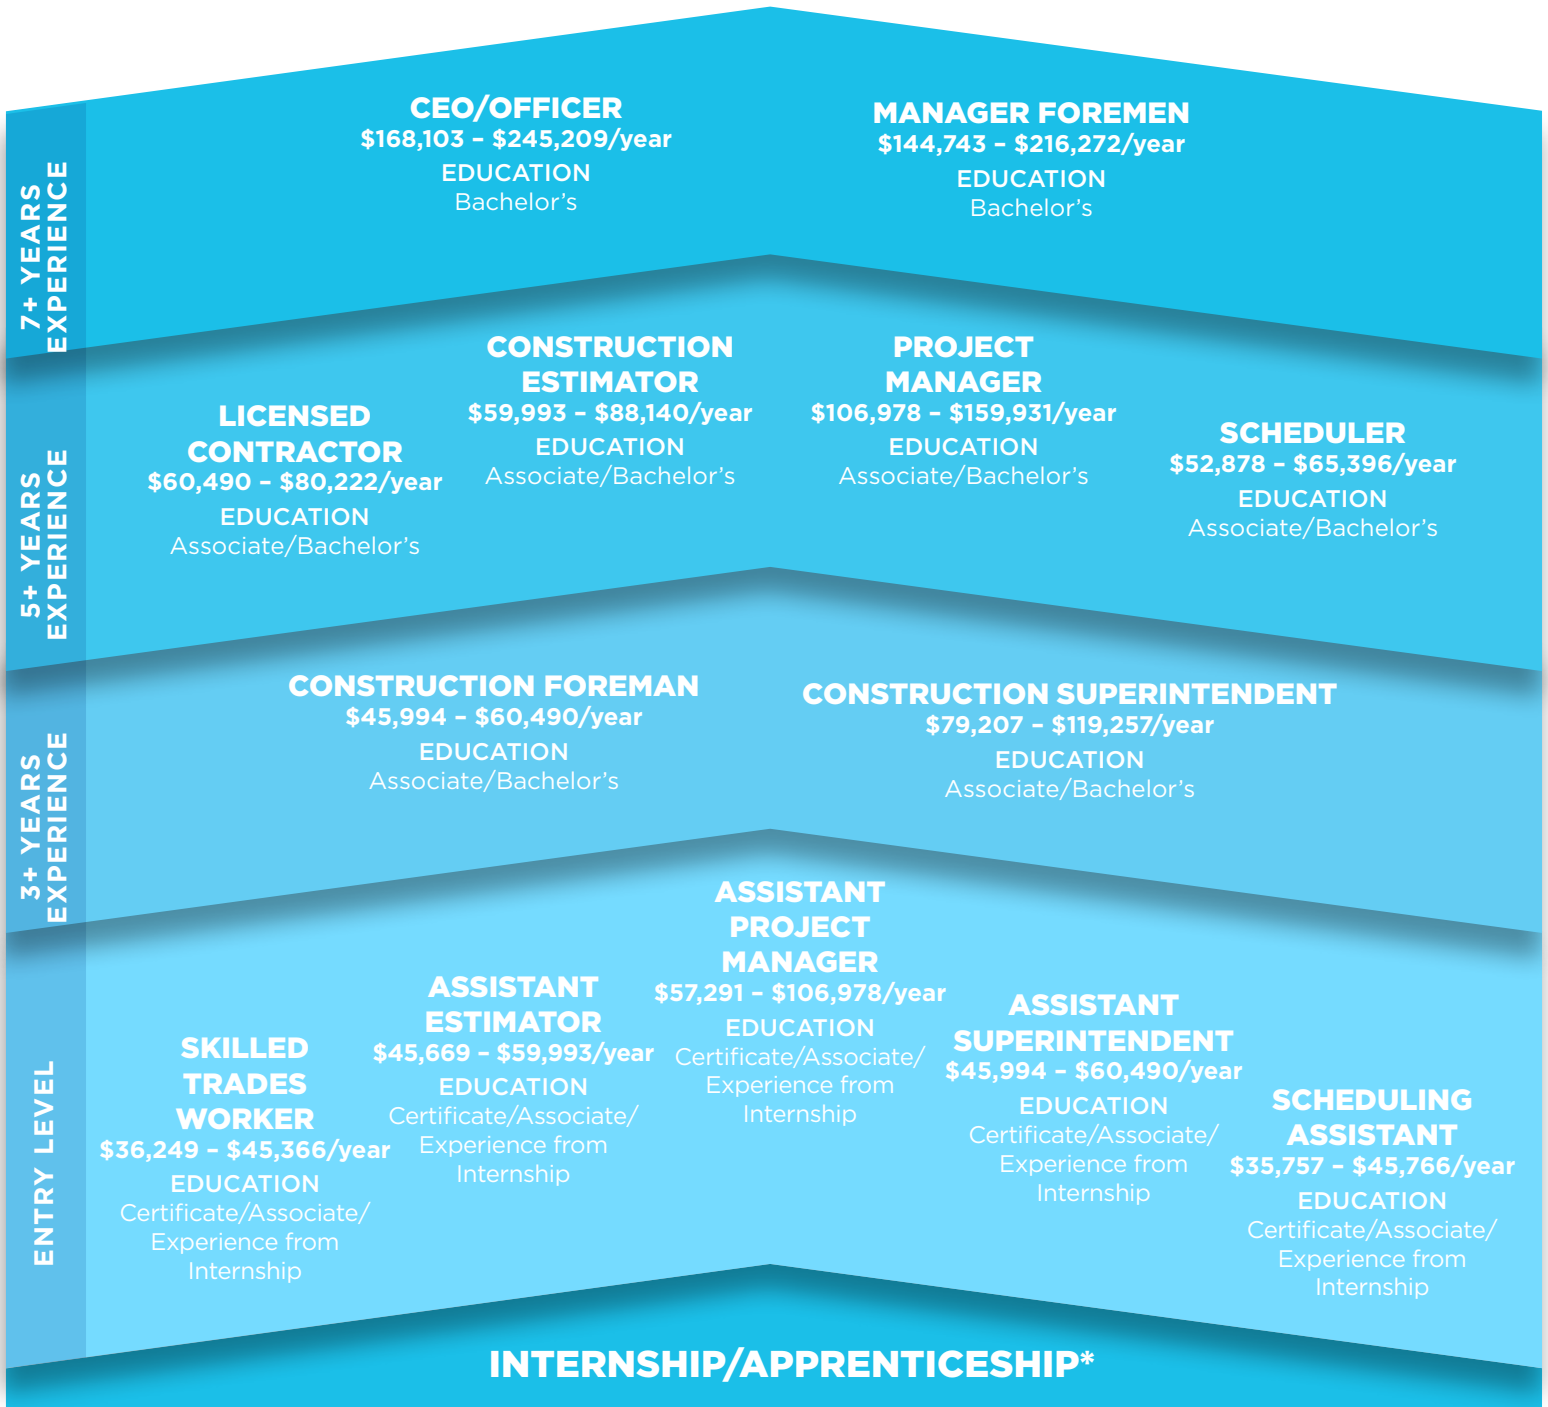 7+ YEARS
EXPERIENCE
CEO/OFFICER
$168,103 – $245,209/year
EDUCATION
Bachelor’s
MANAGER FOREMEN
$144,743 – $216,272/year
EDUCATION
Bachelor’s
5+ YEARS
EXPERIENCE
LICENSED
CONTRACTOR
$60,490 – $80,222/year
EDUCATION
Associate/Bachelor’s
CONSTRUCTION
ESTIMATOR
$59,993 – $88,140/year
EDUCATION
Associate/Bachelor’s
PROJECT
MANAGER
$106,978 – $159,931/year
EDUCATION
Associate/Bachelor’s
SCHEDULER
$52,878 – $65,396/year
EDUCATION
Associate/Bachelor’s
3+ YEARS
EXPERIENCE
CONSTRUCTION FOREMAN
$45,994 – $60,490/year
EDUCATION
Associate/Bachelor’s
CONSTRUCTION SUPERINTENDENT
$79,207 – $119,257/year
EDUCATION
Associate/Bachelor’s
ENTRY LEVEL
SKILLED
TRADES
WORKER
$36,249 – $45,366/year
EDUCATION
Certificate/Associate/
Experience from
Internship
ASSISTANT
ESTIMATOR
$45,669 – $59,993/year
EDUCATION
Certificate/Associate/
Experience from
Internship
ASSISTANT
PROJECT
MANAGER
$57,291 – $106,978/year
EDUCATION
Certificate/Associate/
Experience from
Internship
ASSISTANT
SUPERINTENDENT
$45,994 – $60,490/year
EDUCATION
Certificate/Associate/
Experience from
Internship
SCHEDULING
ASSISTANT
$35,757 – $45,766/year
EDUCATION
Certificate/Associate/
Experience from
Internship
INTERNSHIP/APPRENTICESHIP*